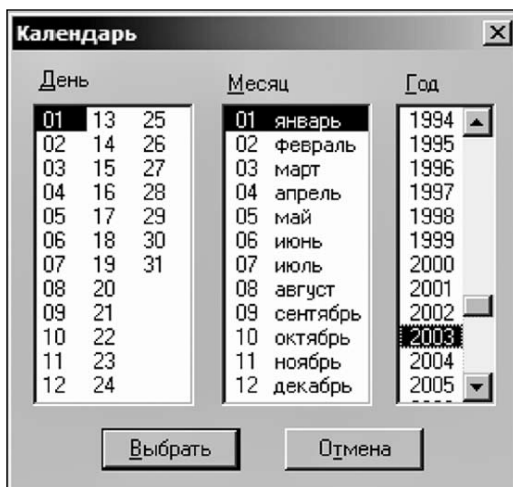 Календарь
День Месяц Год
01 13 25 01 январь 1994
02 14 26 02 февраль 1995
03 15 27 03 март 1996
04 16 28 04 апрель 1997
05 17 29 05 май 1998
06 18 30 06 июнь 1999
07 19 31 07 июль 2000
08 20 08 август 2001
09 21 09 сентябрь 2002
10 22 10 октябрь 2003
11 23 11 ноябрь 2004
12 24 12 декабрь 2005
Выбрать Отмена